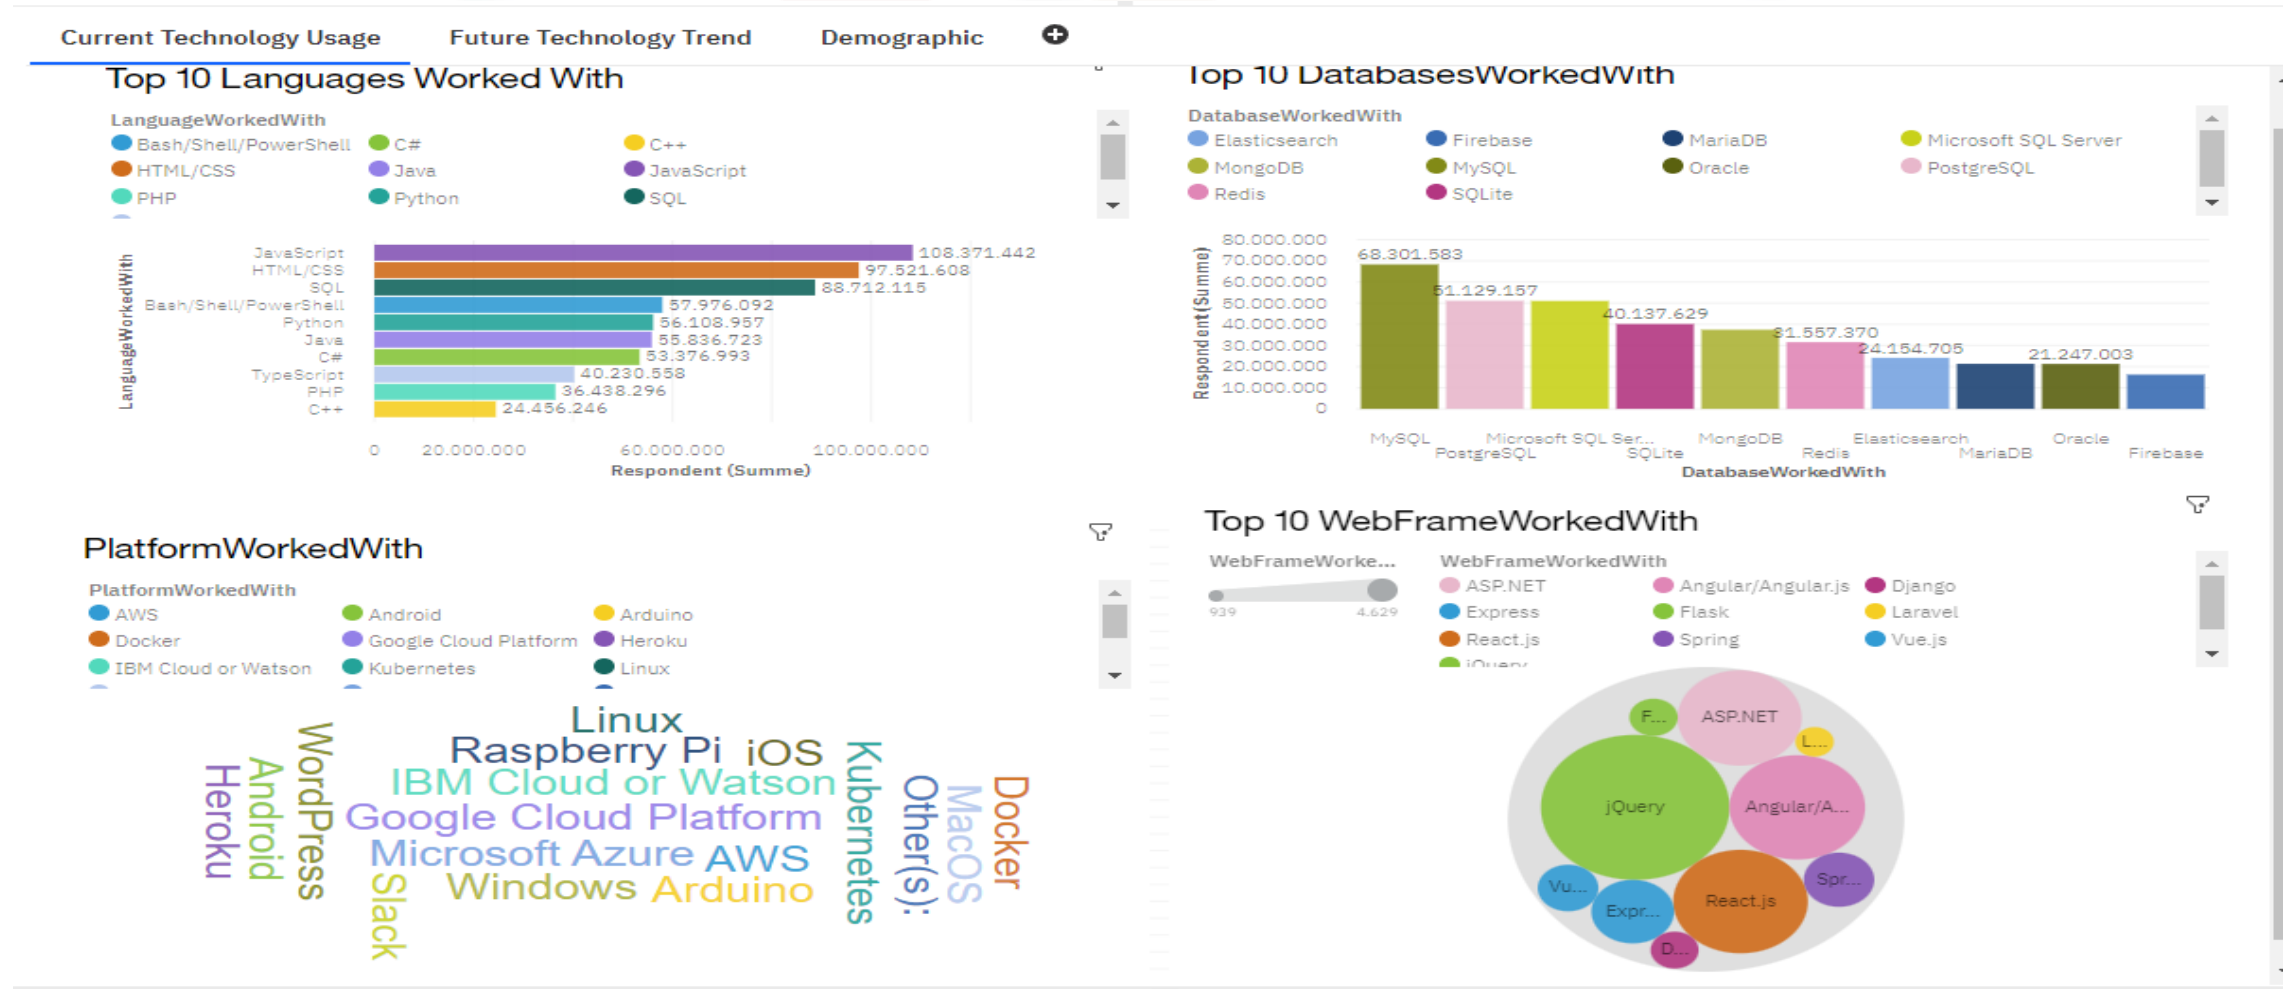 Current Technology Usage Future Technology Trend Demographic
Top 10 Languages Worked With
LanguageWorkedWith
Bash/Shell/PowerShell C# C++
HTML/CSS Java JavaScript
PHP Python SQL
LanguageWorkedWith
JavaScript 108.371.442
HTML/CSS 97.521.608
SQL 88.712.115
Bash/Shell/PowerShell 57.976.092
Python 56.108.957
Java 55.836.723
C# 53.376.993
TypeScript 40.230.558
PHP 36.438.296
C++ 24.456.246
0 20.000.000 60.000.000 100.000.000
Respondent (Summe)
Top 10 DatabasesWorkedWith
DatabaseWorkedWith
Elasticsearch Firebase MariaDB Microsoft SQL Server
MongoDB MySQL Oracle PostgreSQL
Redis SQLite
Respondent (Summe)
80.000.000
70.000.000
60.000.000
50.000.000
40.000.000
30.000.000
20.000.000
10.000.000
0
68.301.583
51.129.157
40.137.629
31.557.370
24.154.705
21.247.003
MySQL Microsoft SQL Ser... MongoDB Elasticsearch Oracle
PostgreSQL SQLite Redis MariaDB Firebase
DatabaseWorkedWith
PlatformWorkedWith
PlatformWorkedWith
AWS Android Arduino
Docker Google Cloud Platform Heroku
IBM Cloud or Watson Kubernetes Linux
Linux
Raspberry Pi iOS
IBM Cloud or Watson
Google Cloud Platform
Microsoft Azure AWS
Windows Arduino
Heroku
Android
WordPress
Slack
Kubernetes
Other(s):
MacOS
Docker
Top 10 WebFrameWorkedWith
WebFrameWorke... WebFrameWorkedWith
939 4.629
ASP.NET Angular/Angular.js Django
Express Flask Laravel
React.js Spring Vue.js
jQuery
F... ASP.NET
L...
jQuery Angular/A...
Vu... Spr...
Expr... React.js
D...